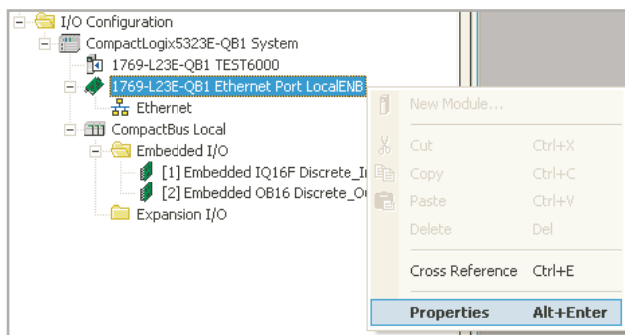 I/O Configuration
CompactLogix5323E-QB1 System
1769-L23E-QB1 TEST6000
1769-L23E-QB1 Ethernet Port LocalENB
Ethernet
CompactBus Local
Embedded I/O
[1] Embedded IQ16F Discrete_I
[2] Embedded OB16 Discrete_O
Expansion I/O
New Module...
Cut Ctrl+X
Copy Ctrl+C
Paste Ctrl+V
Delete Del
Cross Reference Ctrl+E
Properties Alt+Enter